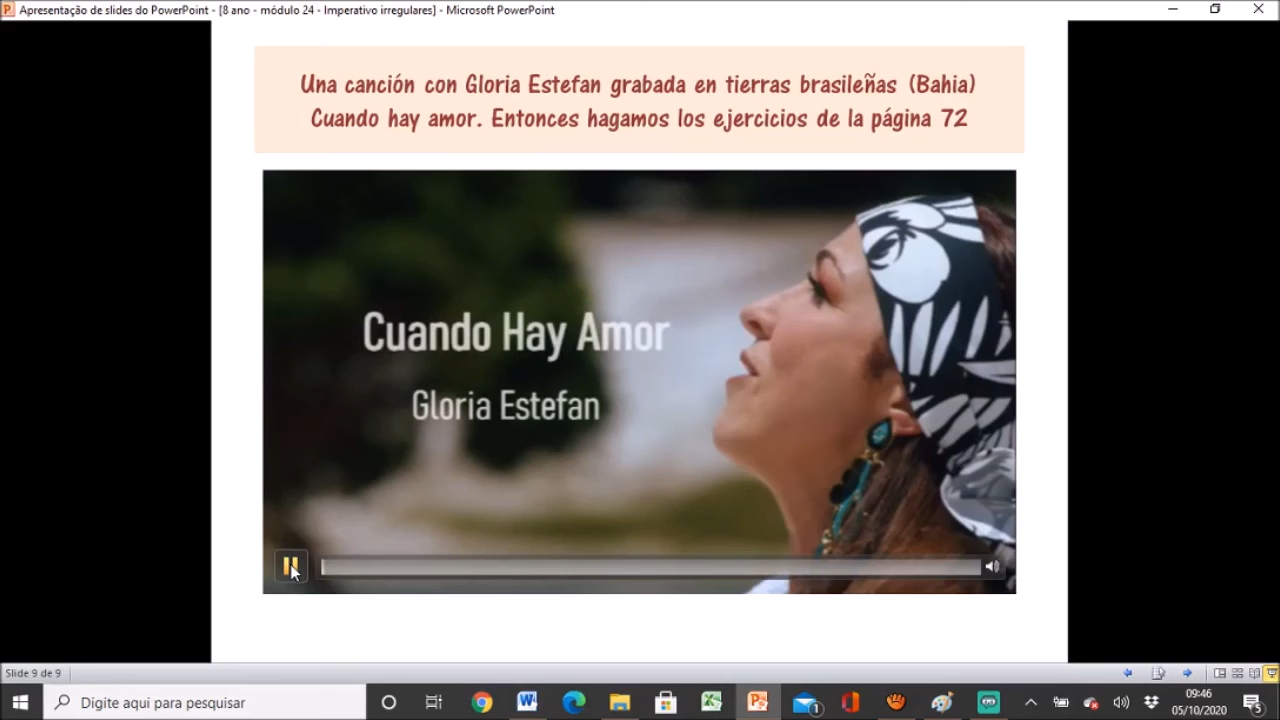 Apresentação de slides do PowerPoint - [8 ano - módulo 24 - Imperativo irregulares] - Microsoft PowerPoint
Una canción con Gloria Estefan grabada en tierras brasileñas (Bahia)
Cuando hay amor. Entonces hagamos los ejercicios de la página 72
Cuando Hay Amor
Gloria Estefan
Slide 9 de 9
Digite aqui para pesquisar
1
09:46
05/10/2020
5